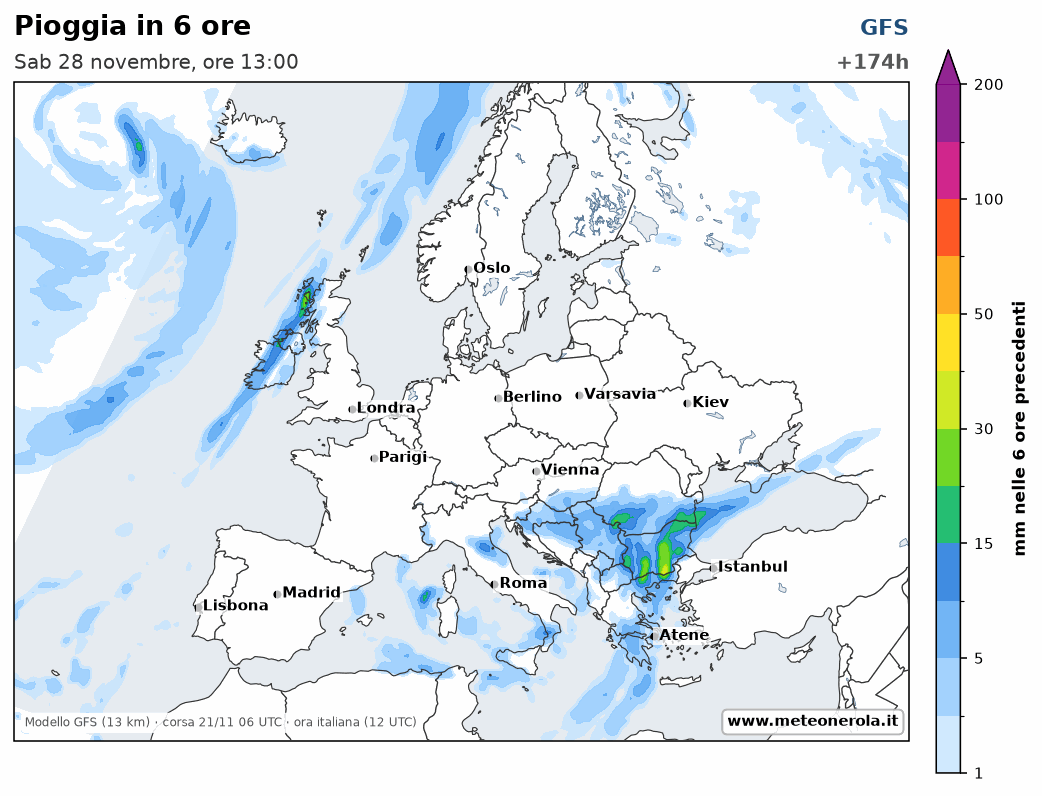 Pioggia in 6 ore
GFS
Sab 28 novembre, ore 13:00
+174h
200
100
50
30
15
5
1
mm nelle 6 ore precedenti
Oslo
Berlino
Varsavia
Kiev
Londra
Parigi
Vienna
Istanbul
Roma
Madrid
Lisbona
Atene
Modello GFS (13 km) · corsa 21/11 06 UTC · ora italiana (12 UTC)
www.meteonerola.it